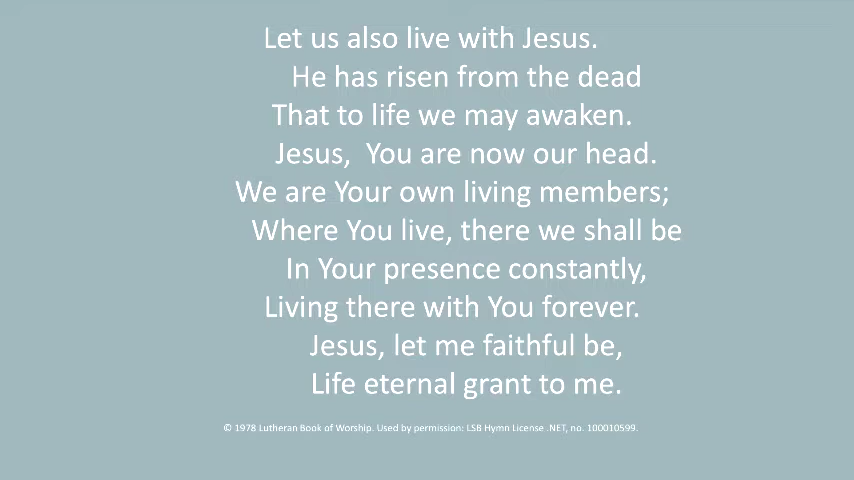 Let us also live with Jesus.
He has risen from the dead
That to life we may awaken.
Jesus,  You are now our head.
We are Your own living members;
Where You live, there we shall be
In Your presence constantly,
Living there with You forever.
Jesus, let me faithful be,
Life eternal grant to me.
© 1978 Lutheran Book of Worship. Used by permission: LSB Hymn License .NET, no. 100010599.